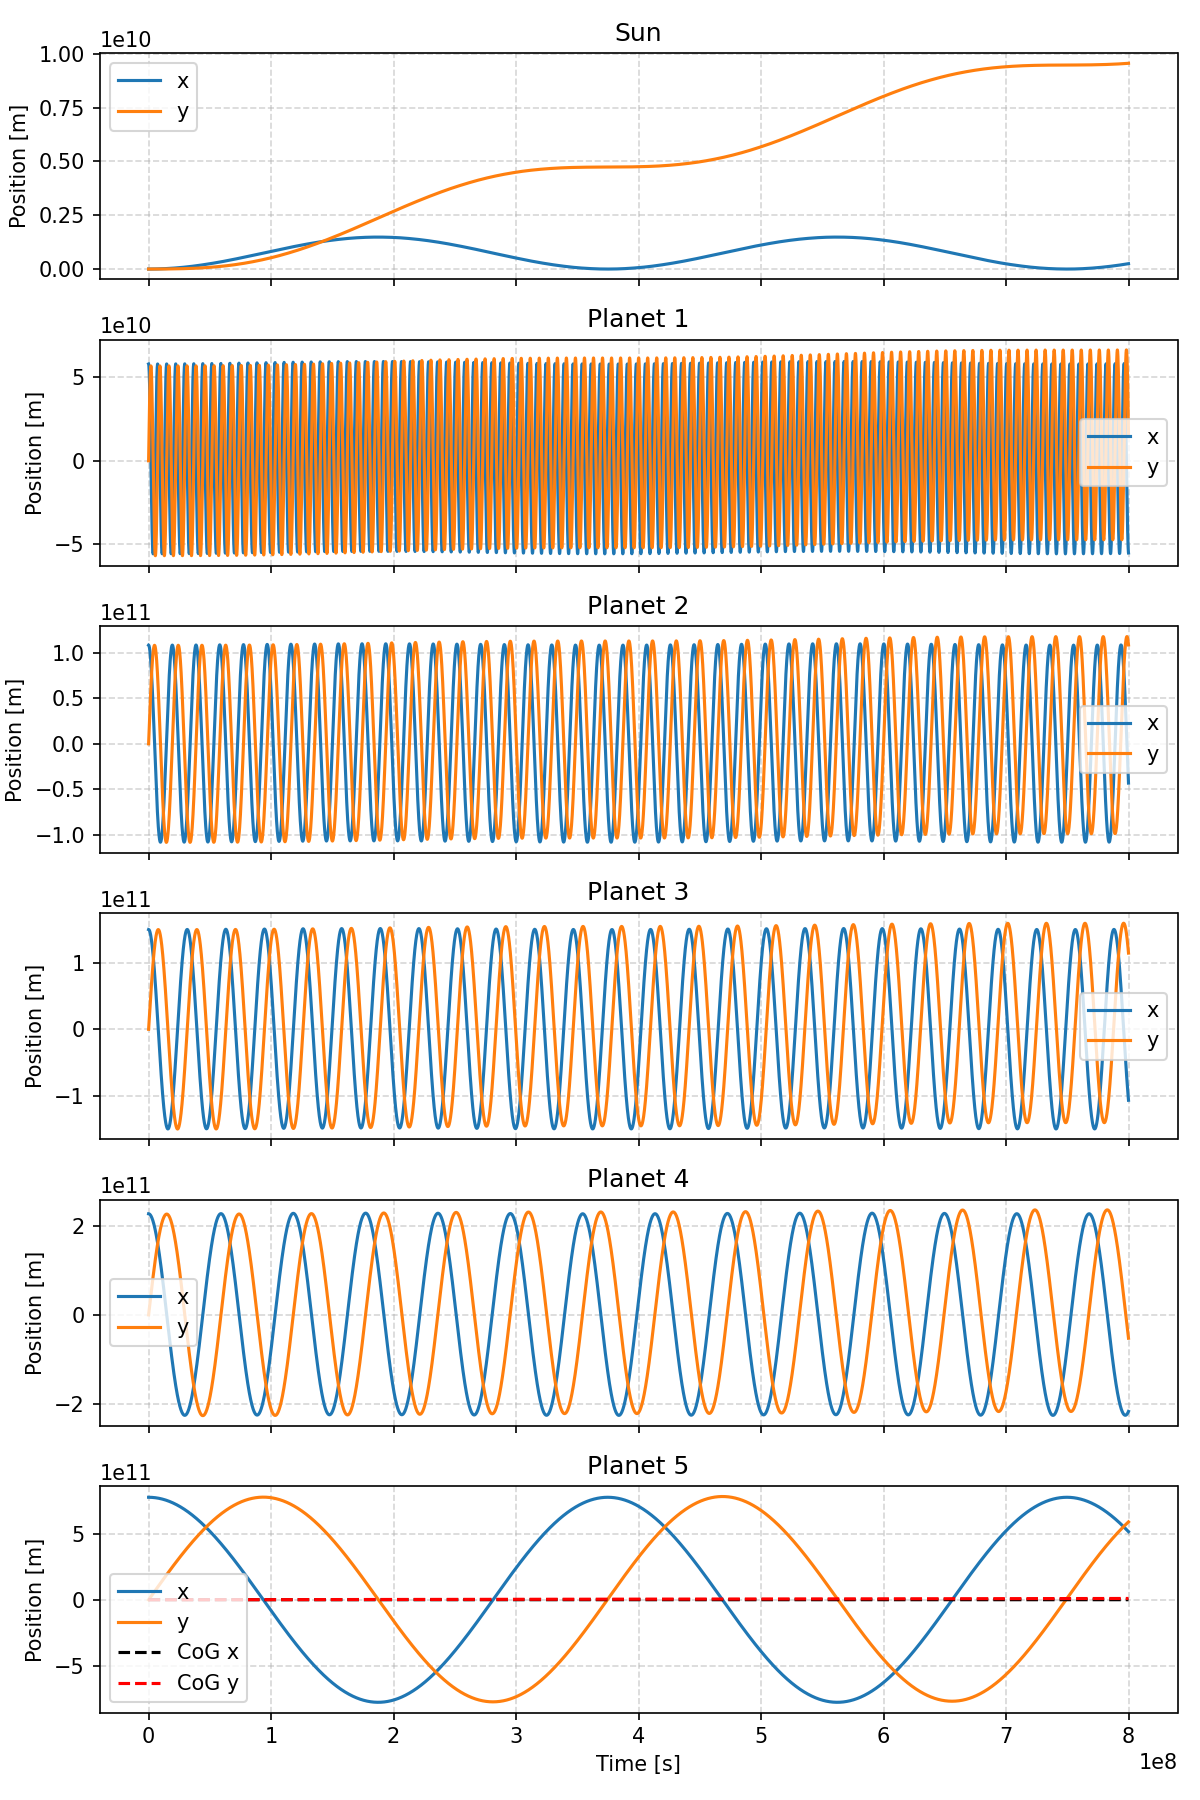 Sun
1e10
1.00
0.75
0.50
0.25
0.00
Position [m]
x
y
Planet 1
1e10
5
0
−5
Position [m]
x
y
Planet 2
1e11
1.0
0.5
0.0
−0.5
−1.0
Position [m]
x
y
Planet 3
1e11
1
0
−1
Position [m]
x
y
Planet 4
1e11
2
0
−2
Position [m]
x
y
Planet 5
1e11
5
0
−5
Position [m]
x
y
CoG x
CoG y
0 1 2 3 4 5 6 7 8
Time [s]
1e8